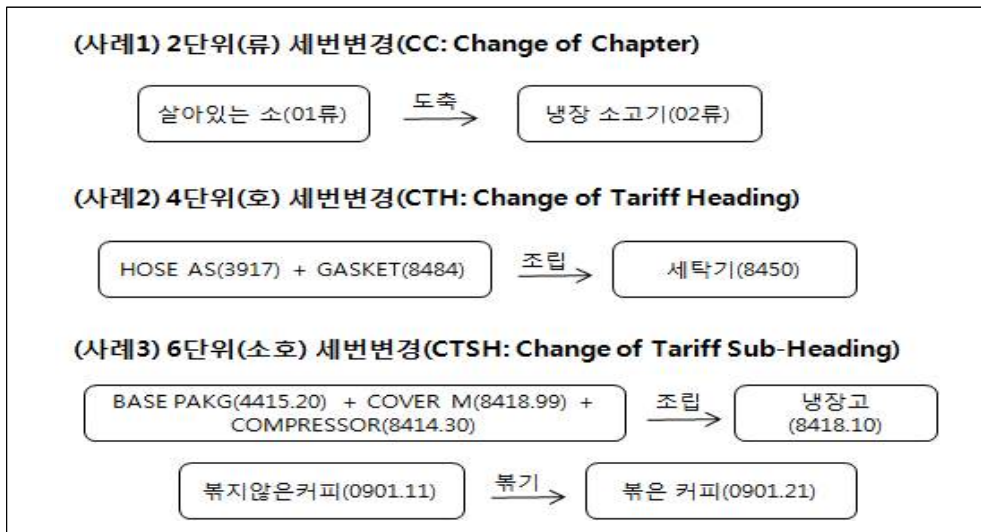 (사례1) 2단위(류) 세번변경(CC: Change of Chapter)
살아있는 소(01류) 도축 냉장 소고기(02류)
(사례2) 4단위(호) 세번변경(CTH: Change of Tariff Heading)
HOSE AS(3917) + GASKET(8484) 조립 세탁기(8450)
(사례3) 6단위(소호) 세번변경(CTSH: Change of Tariff Sub-Heading)
BASE PAKG(4415.20) + COVER M(8418.99) +
COMPRESSOR(8414.30)
조립
냉장고
(8418.10)
볶지않은커피(0901.11) 볶기 볶은 커피(0901.21)